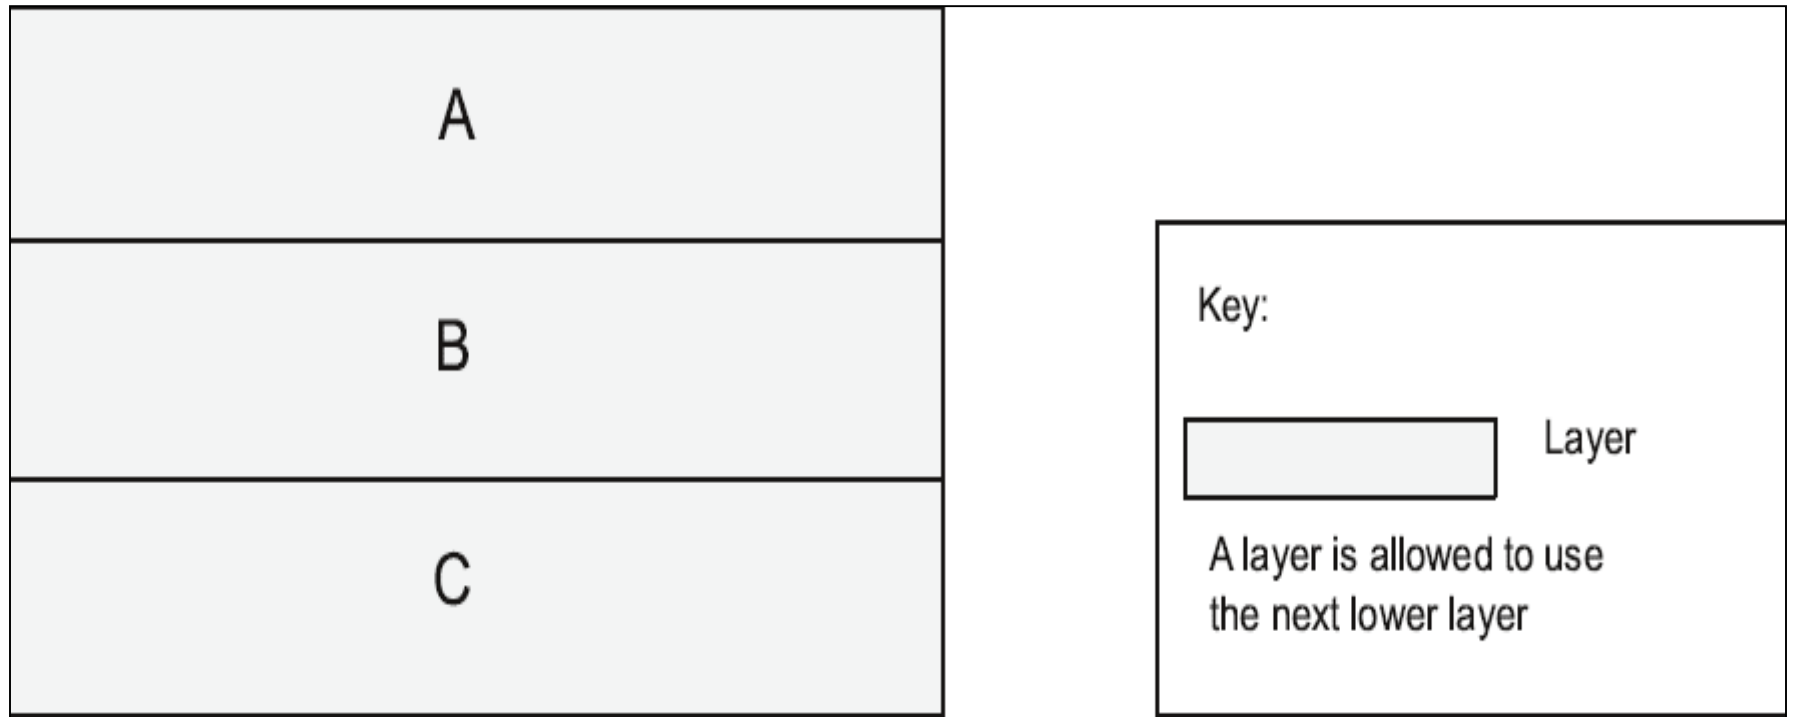 A
B
C
Key:
Layer
A layer is allowed to use
the next lower layer